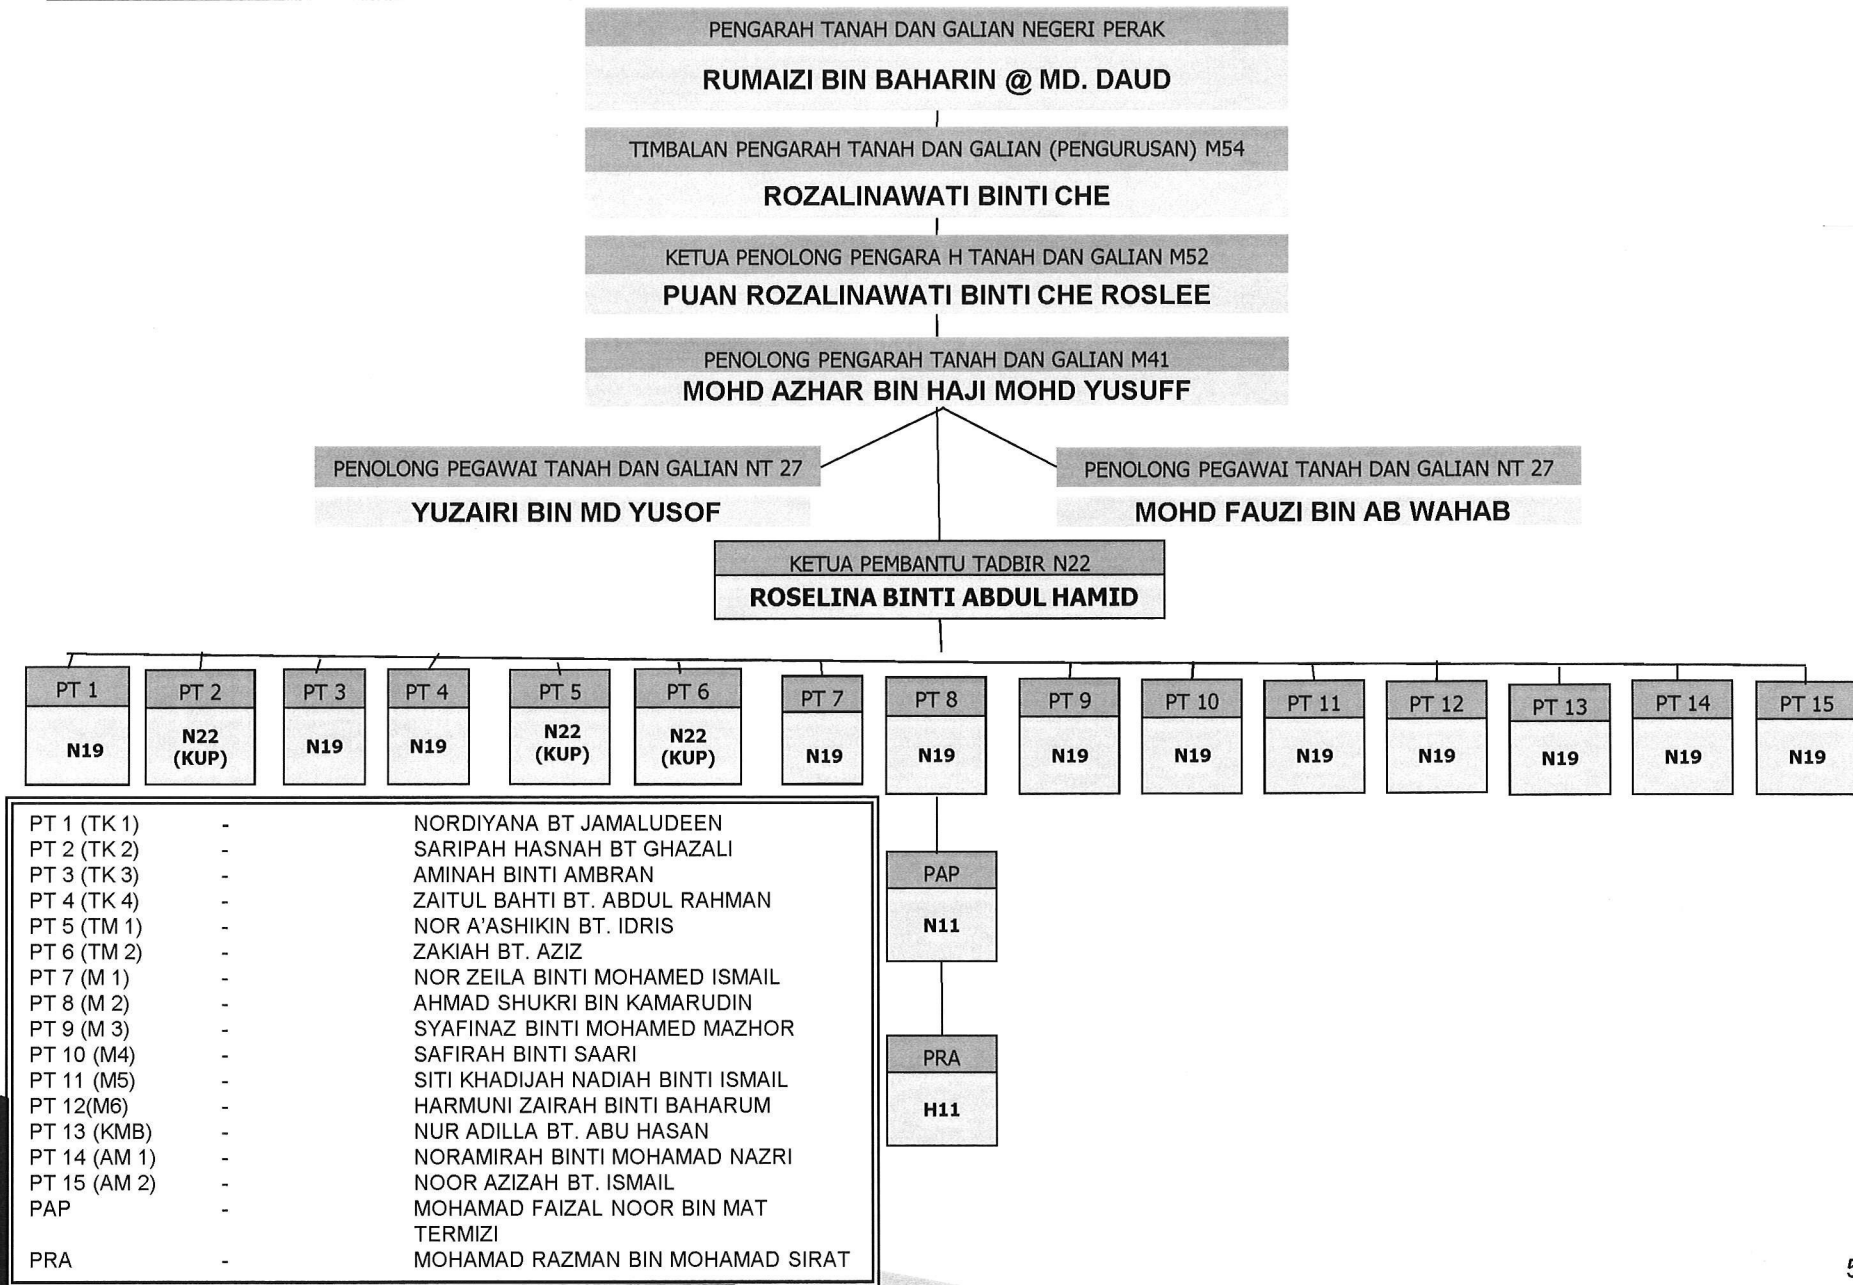 PENGARAH TANAH DAN GALIAN NEGERI PERAK
RUMAIZI BIN BAHARIN @ MD. DAUD
TIMBALAN PENGARAH TANAH DAN GALIAN (PENGURUSAN) M54
ROZALINAWATI BINTI CHE
KETUA PENOLONG PENGARA H TANAH DAN GALIAN M52
PUAN ROZALINAWATI BINTI CHE ROSLEE
PENOLONG PENGARAH TANAH DAN GALIAN M41
MOHD AZHAR BIN HAJI MOHD YUSUFF
PENOLONG PEGAWAI TANAH DAN GALIAN NT 27
YUZAIRI BIN MD YUSOF
PENOLONG PEGAWAI TANAH DAN GALIAN NT 27
MOHD FAUZI BIN AB WAHAB
KETUA PEMBANTU TADBIR N22
ROSELINA BINTI ABDUL HAMID
PT 1
N19
PT 2
N22
(KUP)
PT 3
N19
PT 4
N19
PT 5
N22
(KUP)
PT 6
N22
(KUP)
PT 7
N19
PT 8
N19
PT 9
N19
PT 10
N19
PT 11
N19
PT 12
N19
PT 13
N19
PT 14
N19
PT 15
N19
PAP
N11
PRA
H11
PT 1 (TK 1) - NORDIYANA BT JAMALUDEEN
PT 2 (TK 2) - SARIPAH HASNAH BT GHAZALI
PT 3 (TK 3) - AMINAH BINTI AMBRAN
PT 4 (TK 4) - ZAITUL BAHTI BT. ABDUL RAHMAN
PT 5 (TM 1) - NOR A'ASHIKIN BT. IDRIS
PT 6 (TM 2) - ZAKIAH BT. AZIZ
PT 7 (M 1) - NOR ZEILA BINTI MOHAMED ISMAIL
PT 8 (M 2) - AHMAD SHUKRI BIN KAMARUDIN
PT 9 (M 3) - SYAFINAZ BINTI MOHAMED MAZHOR
PT 10 (M4) - SAFIRAH BINTI SAARI
PT 11 (M5) - SITI KHADIJAH NADIAH BINTI ISMAIL
PT 12(M6) - HARMUNI ZAIRAH BINTI BAHARUM
PT 13 (KMB) - NUR ADILLA BT. ABU HASAN
PT 14 (AM 1) - NORAMIRAH BINTI MOHAMAD NAZRI
PT 15 (AM 2) - NOOR AZIZAH BT. ISMAIL
PAP - MOHAMAD FAIZAL NOOR BIN MAT
TERMIZI
PRA - MOHAMAD RAZMAN BIN MOHAMAD SIRAT